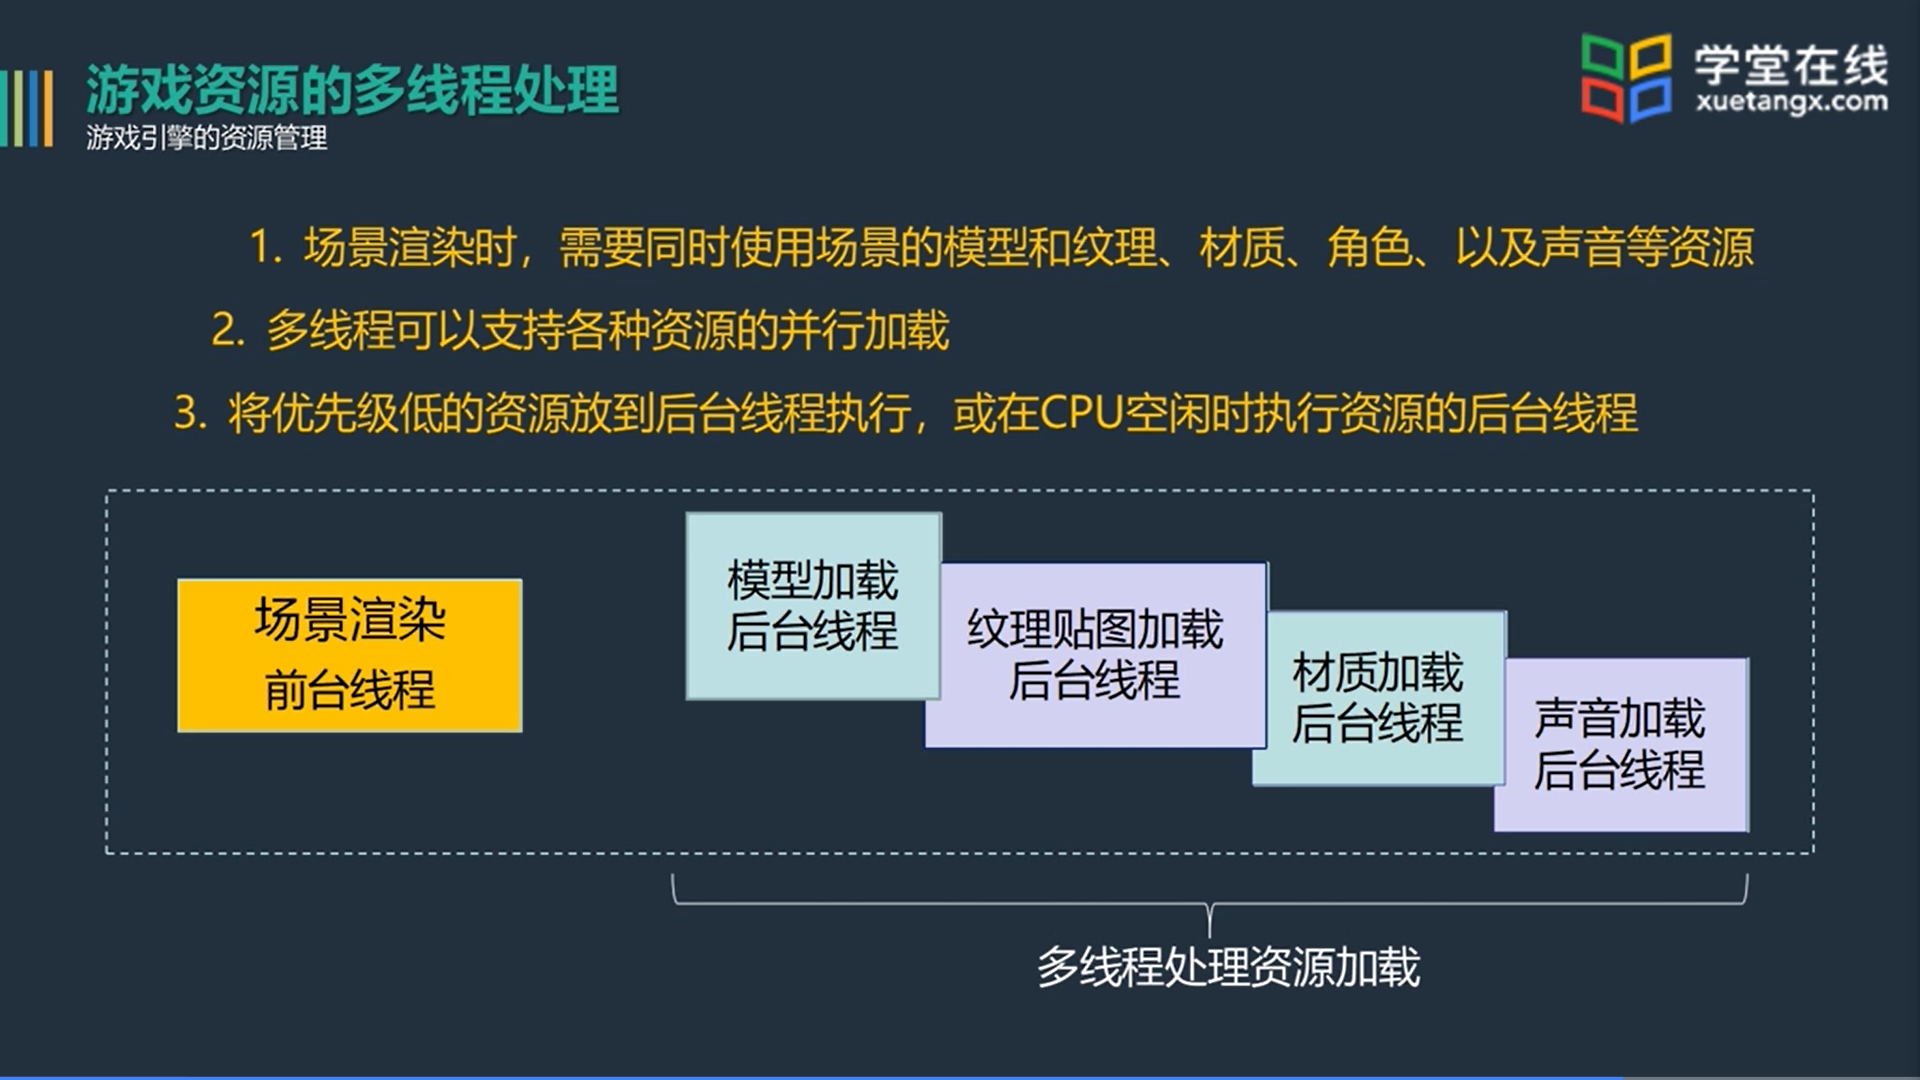 游戏资源的多线程处理
游戏引擎的资源管理
学堂在线
xuetangx.com
1. 场景渲染时，需要同时使用场景的模型和纹理、材质、角色、以及声音等资源
2. 多线程可以支持各种资源的并行加载
3. 将优先级低的资源放到后台线程执行，或在CPU空闲时执行资源的后台线程
场景渲染
前台线程
模型加载
后台线程
纹理贴图加载
后台线程
材质加载
后台线程
声音加载
后台线程
多线程处理资源加载